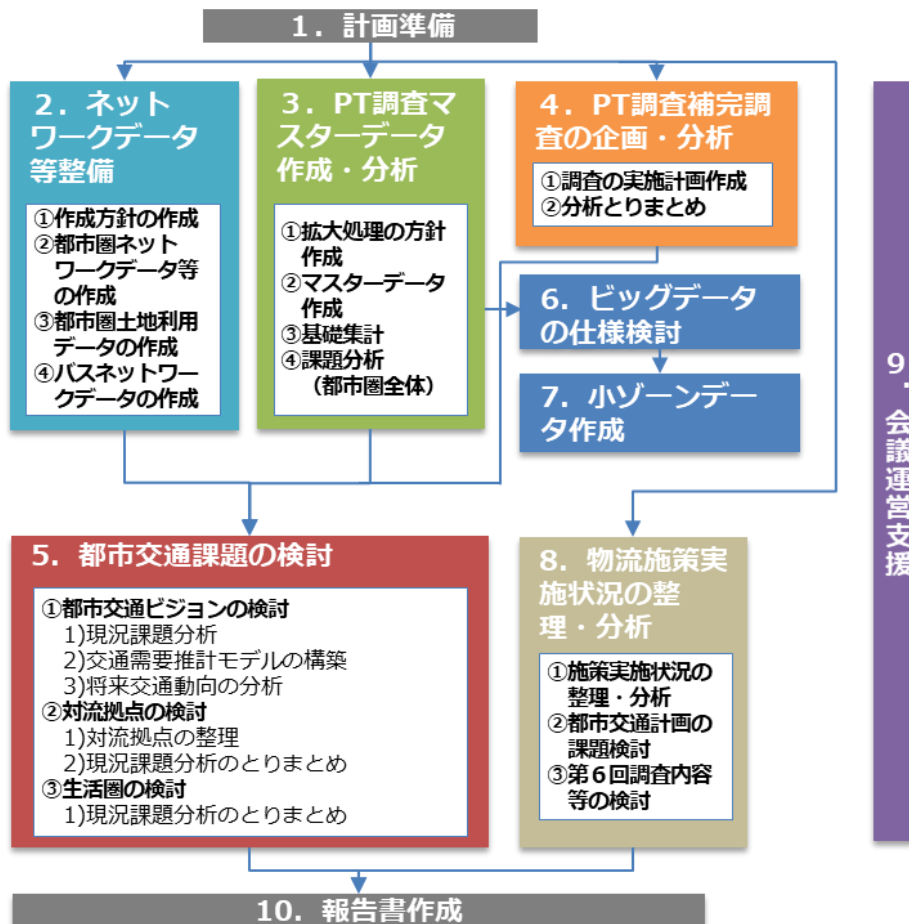 1．計画準備
2．ネット
ワークデータ
等整備
①作成方針の作成
②都市圏ネット
ワークデータ等
の作成
③都市圏土地利用
データの作成
④バスネットワー
クデータの作成
3．PT調査マ
スターデータ
作成・分析
①拡大処理の方針
作成
②マスターデータ
作成
③基礎集計
④課題分析
（都市圏全体）
4．PT調査補完調
査の企画・分析
①調査の実施計画作成
②分析とりまとめ
6．ビッグデータ
の仕様検討
7．小ゾーンデー
タ作成
5．都市交通課題の検討
①都市交通ビジョンの検討
1)現況課題分析
2)交通需要推計モデルの構築
3)将来交通動向の分析
②対流拠点の検討
1)対流拠点の整理
2)現況課題分析のとりまとめ
③生活圏の検討
1)現況課題分析のとりまとめ
8．物流施策実
施状況の整
理・分析
①施策実施状況の
整理・分析
②都市交通計画の
課題検討
③第６回調査内容
等の検討
9．会議運営支援
10．報告書作成